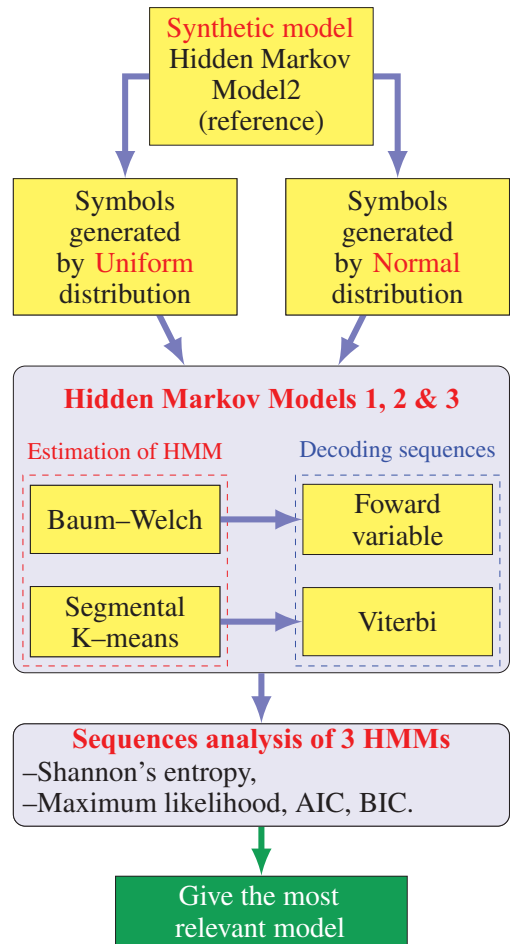 Synthetic model
Hidden Markov
Model2
(reference)
Symbols
generated
by Uniform
distribution
Symbols
generated
by Normal
distribution
Hidden Markov Models 1, 2 & 3
Estimation of HMM
Decoding sequences
Baum–Welch
Foward
variable
Segmental
K–means
Viterbi
Sequences analysis of 3 HMMs
–Shannon's entropy,
–Maximum likelihood, AIC, BIC.
Give the most
relevant model